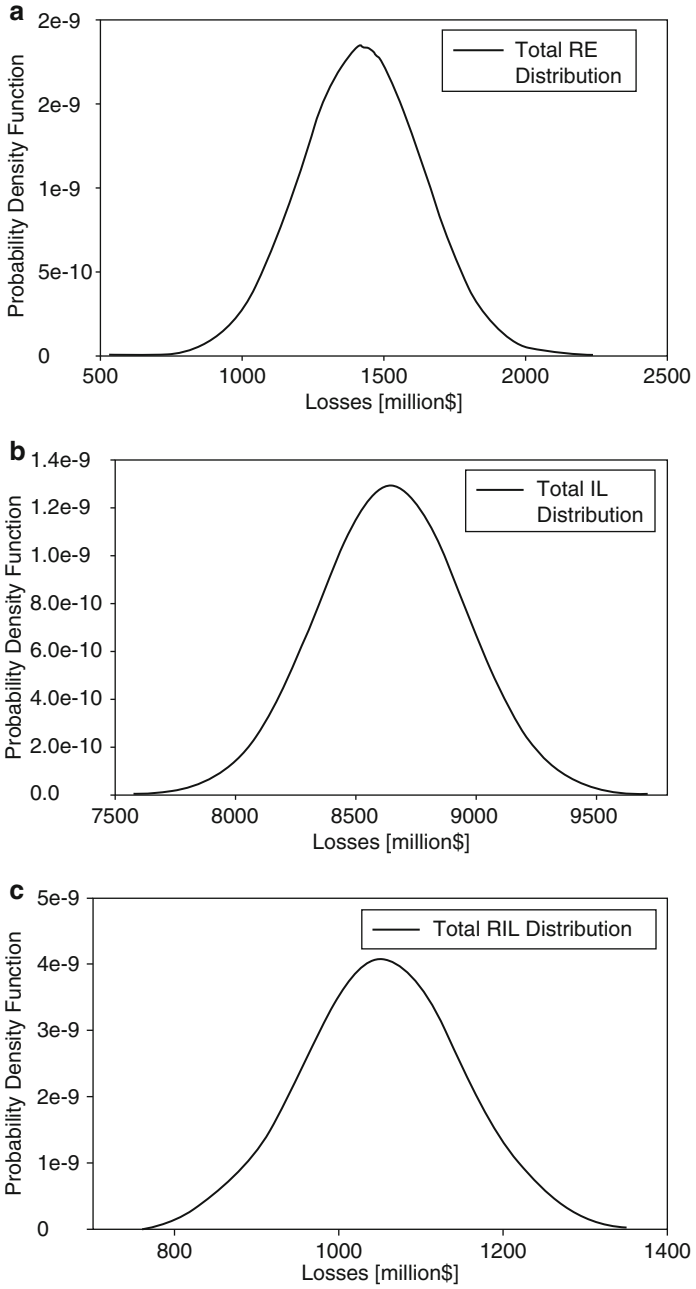 a
2e-9
2e-9
1e-9
5e-10
0
Probability Density Function
Total RE
Distribution
500 1000 1500 2000 2500
Losses [million$]
b
1.4e-9
1.2e-9
1.0e-9
8.0e-10
6.0e-10
4.0e-10
2.0e-10
0.0
Probability Density Function
Total IL
Distribution
7500 8000 8500 9000 9500
Losses [million$]
c
5e-9
4e-9
3e-9
2e-9
1e-9
0
Probability Density Function
Total RIL Distribution
800 1000 1200 1400
Losses [million$]